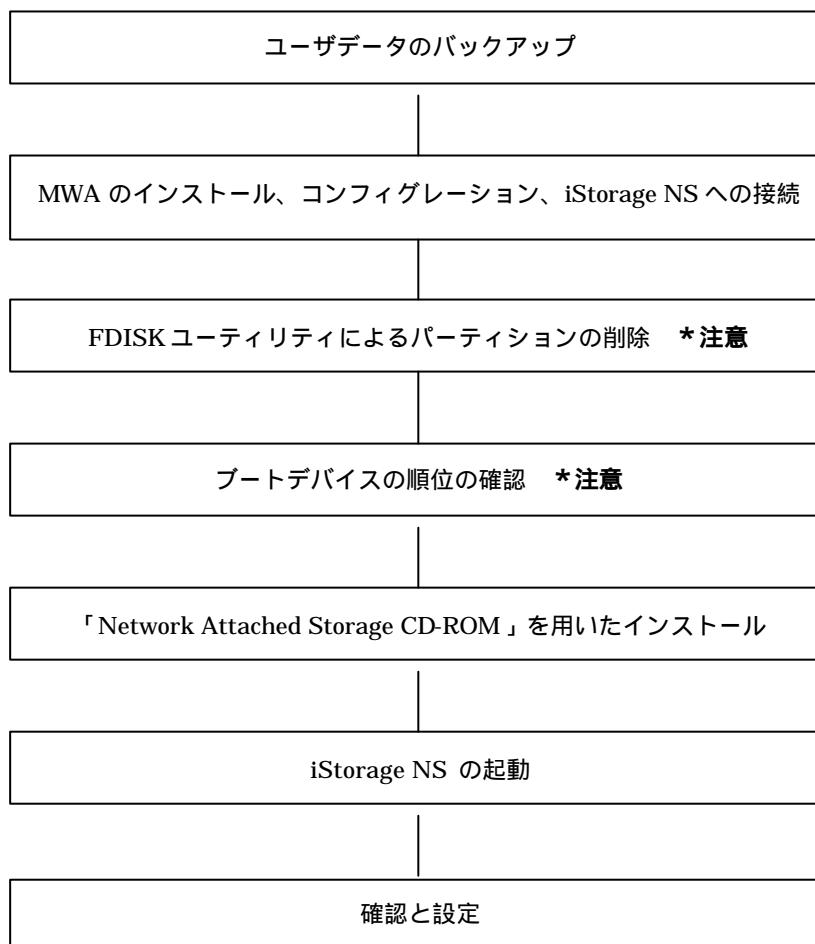 ユーザデータのバックアップ
MWA のインストール、コンフィグレーション、iStorage NS への接続
FDISK ユーティリティによるパーティションの削除　*注意
ブートデバイスの順位の確認　*注意
「Network Attached Storage CD-ROM」を用いたインストール
iStorage NS の起動
確認と設定